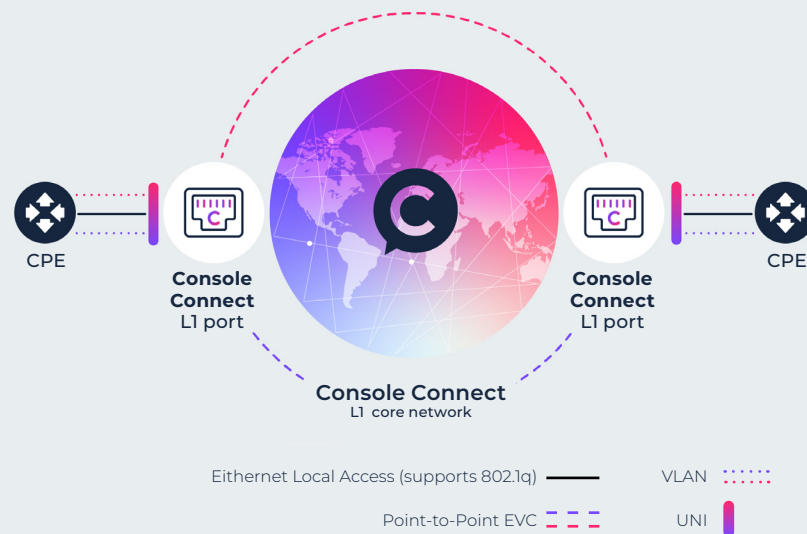 CPE
Console
Connect
L1 port
Console
Connect
L1 port
CPE
C
C
C
Console Connect
L1 core network
Eithernet Local Access (supports 802.1q)
VLAN
Point-to-Point EVC
UNI